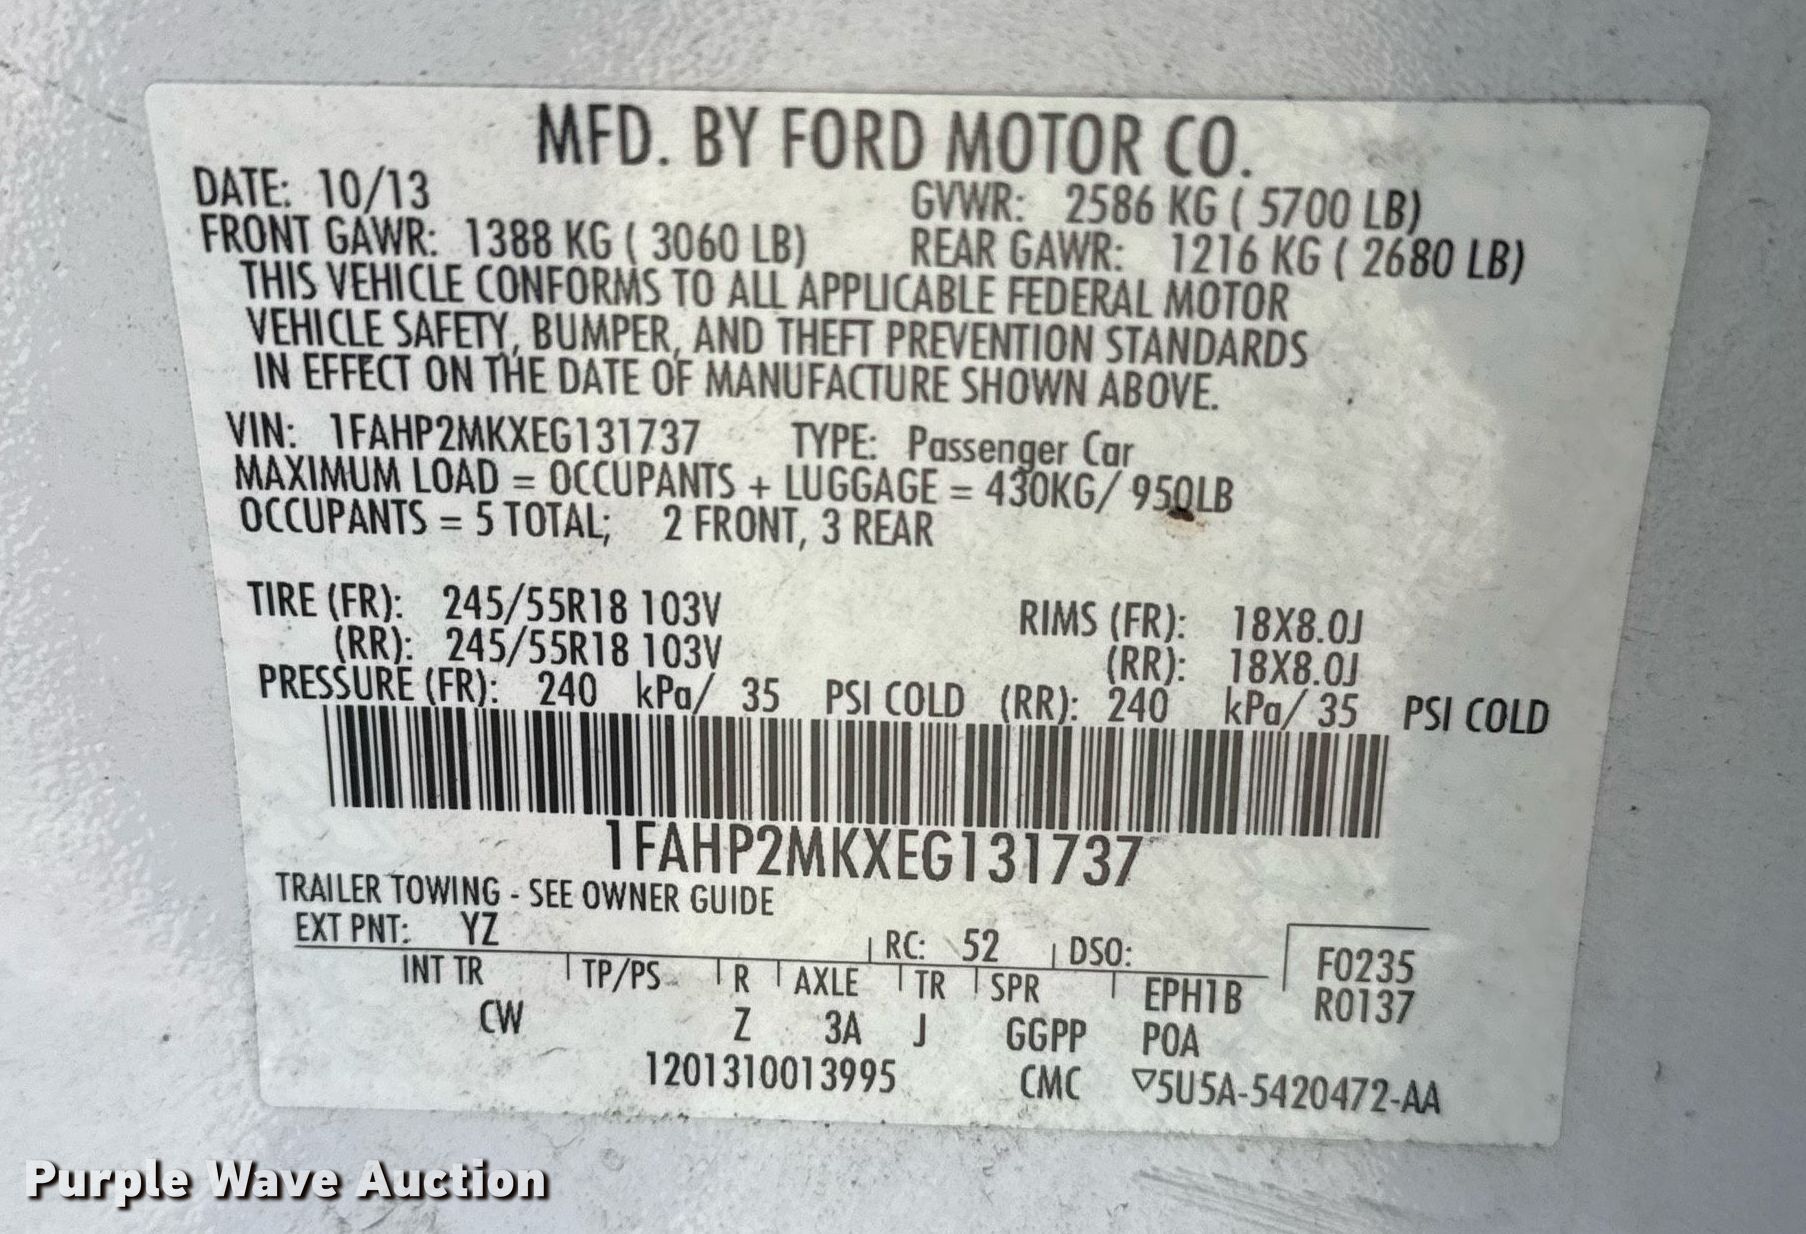 MFD. BY FORD MOTOR CO.
DATE: 10/13 GVWR: 2586 KG ( 5700 LB)
FRONT GAWR: 1388 KG ( 3060 LB) REAR GAWR: 1216 KG ( 2680 LB)
THIS VEHICLE CONFORMS TO ALL APPLICABLE FEDERAL MOTOR
VEHICLE SAFETY, BUMPER, AND THEFT PREVENTION STANDARDS
IN EFFECT ON THE DATE OF MANUFACTURE SHOWN ABOVE.
VIN: 1FAHP2MKXEG131737 TYPE: Passenger Car
MAXIMUM LOAD = OCCUPANTS + LUGGAGE = 430KG/ 950LB
OCCUPANTS = 5 TOTAL; 2 FRONT, 3 REAR
TIRE (FR): 245/55R18 103V RIMS (FR): 18X8.0J
(RR): 245/55R18 103V (RR): 18X8.0J
PRESSURE (FR): 240 kPa/ 35 PSI COLD (RR): 240 kPa/ 35 PSI COLD
1FAHP2MKXEG131737
TRAILER TOWING - SEE OWNER GUIDE
EXT PNT: YZ RC: 52 DSO: F0235
INT TR TP/PS R AXLE TR SPR EPH1B R0137
CW Z 3A J GGPP POA
1201310013995 CMC ▽5U5A-5420472-AA
Purple Wave Auction